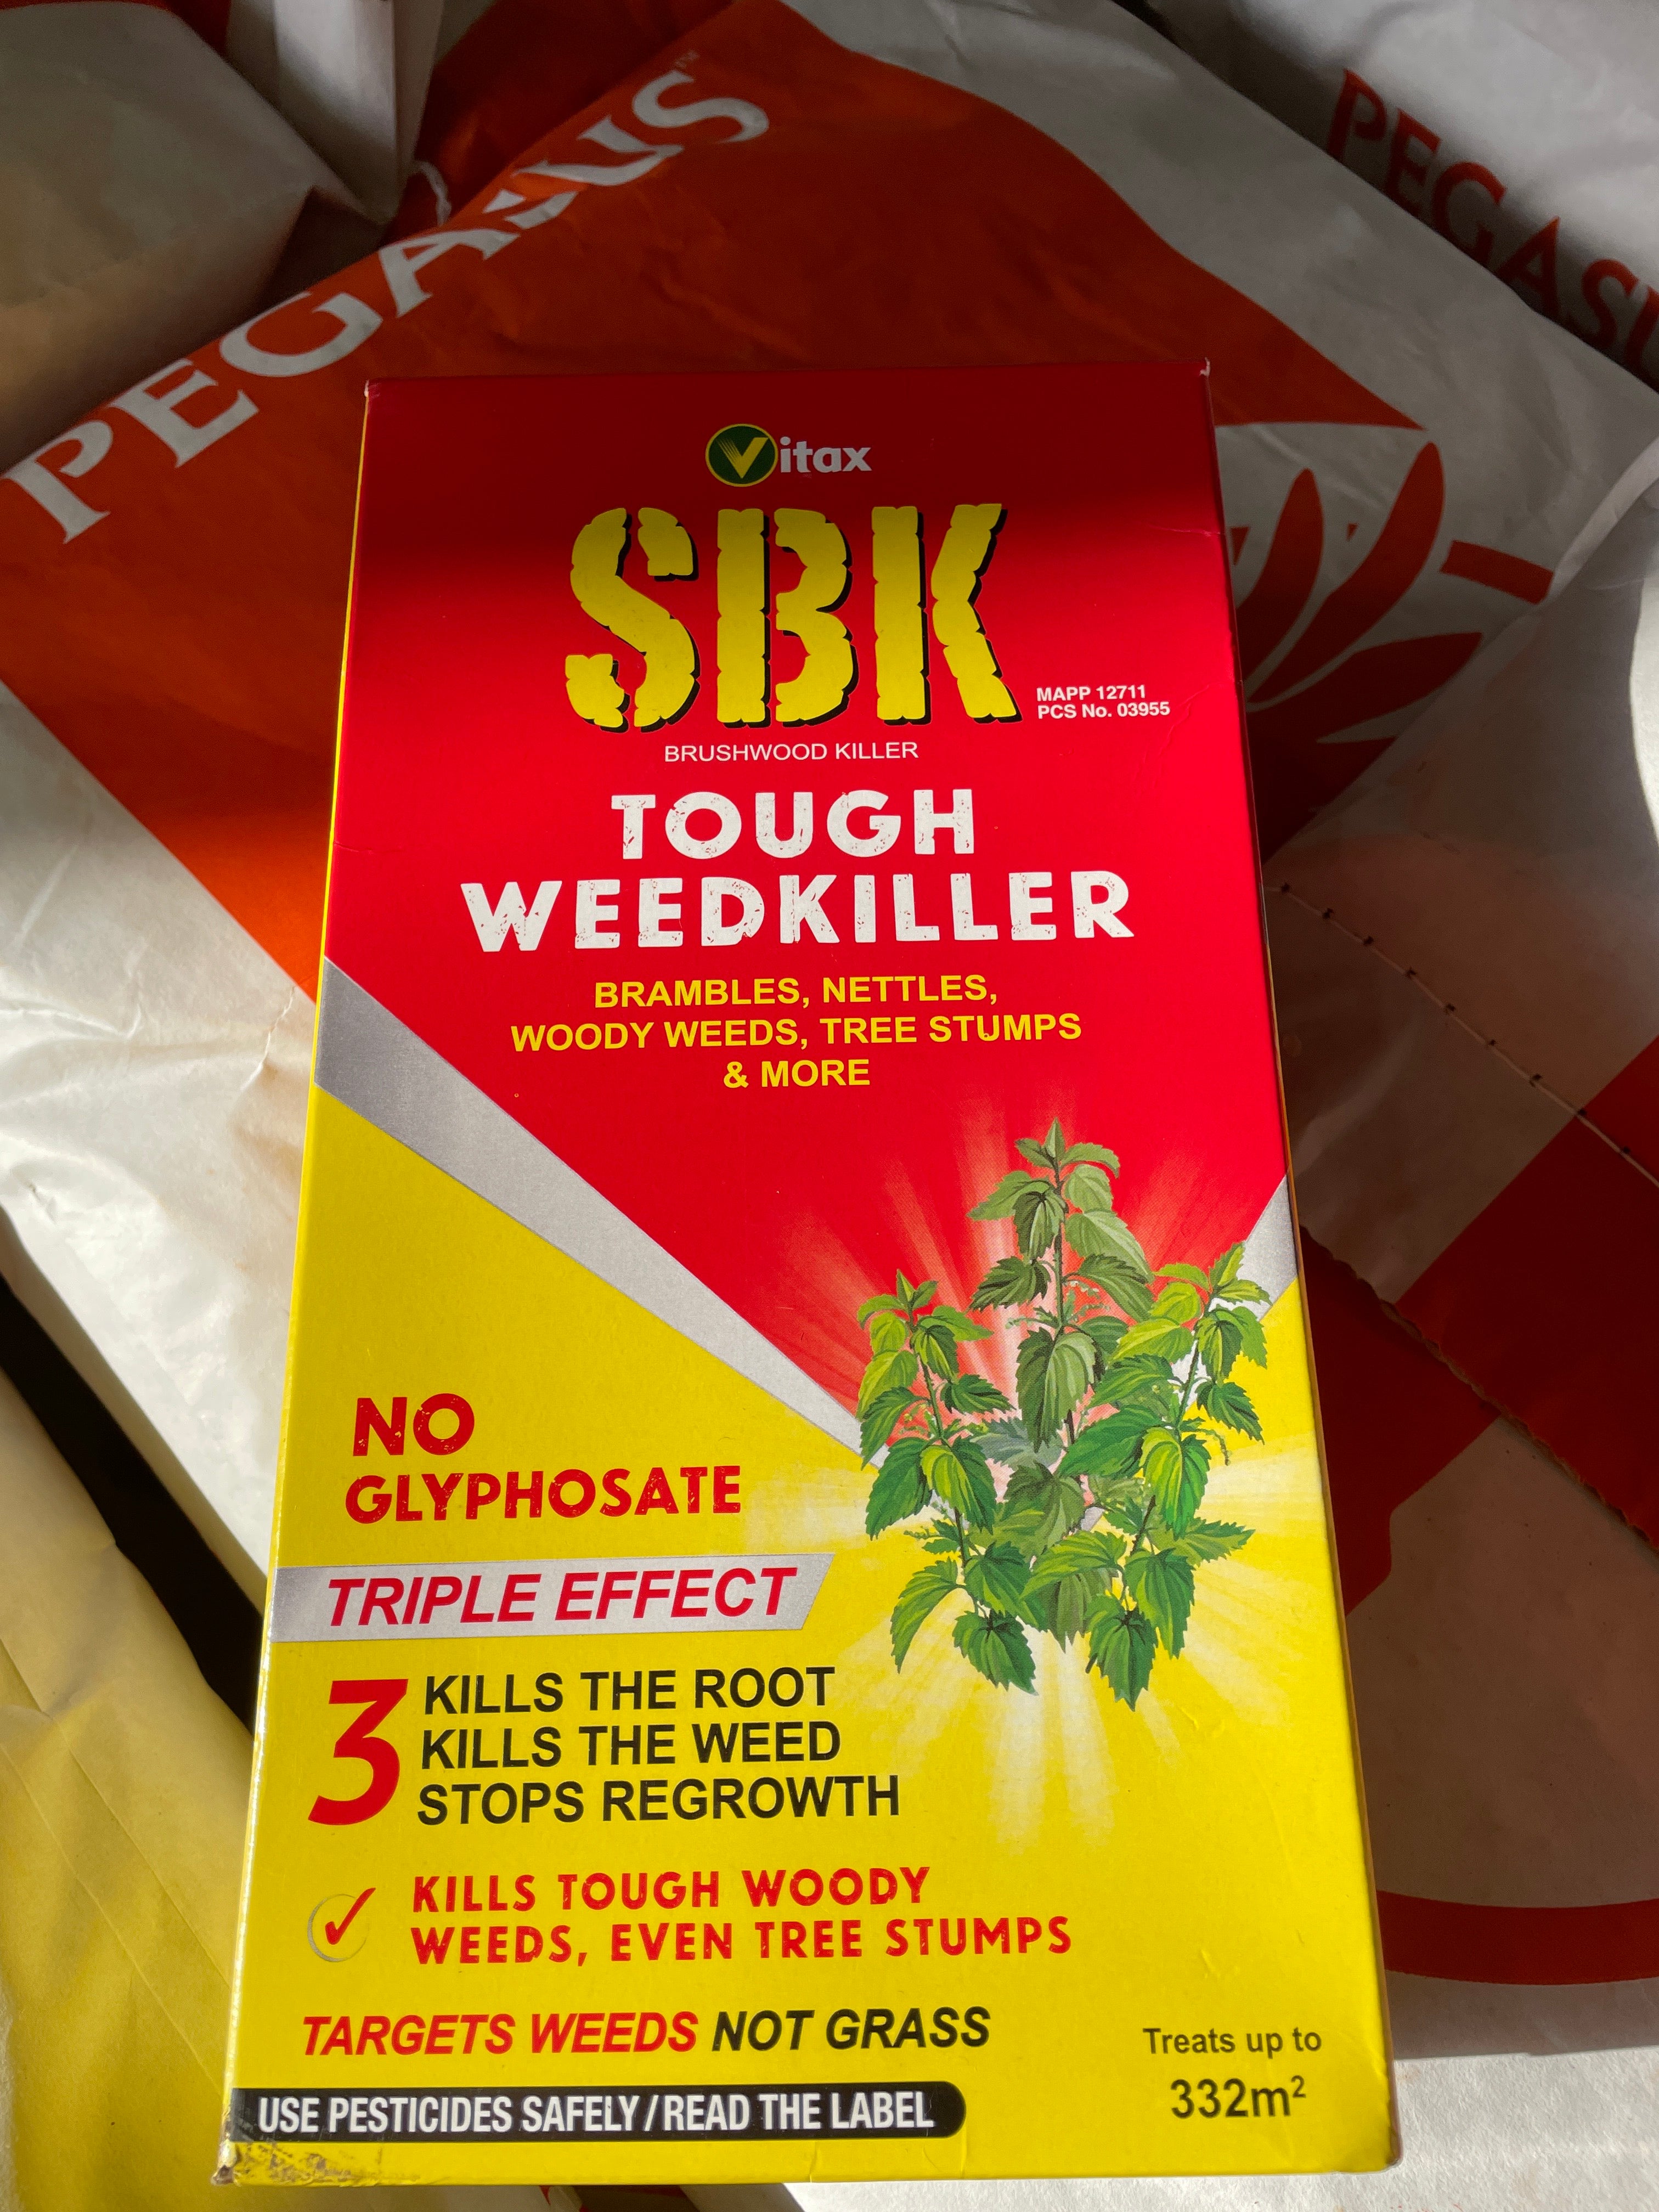 PEGASUS
PEGASU
Vitax
SBK
MAPP 12711
PCS No. 03955
BRUSHWOOD KILLER
TOUGH
WEEDKILLER
BRAMBLES, NETTLES,
WOODY WEEDS, TREE STUMPS
& MORE
NO
GLYPHOSATE
TRIPLE EFFECT
3 KILLS THE ROOT
KILLS THE WEED
STOPS REGROWTH
KILLS TOUGH WOODY
WEEDS, EVEN TREE STUMPS
TARGETS WEEDS NOT GRASS
Treats up to
332m²
USE PESTICIDES SAFELY/READ THE LABEL